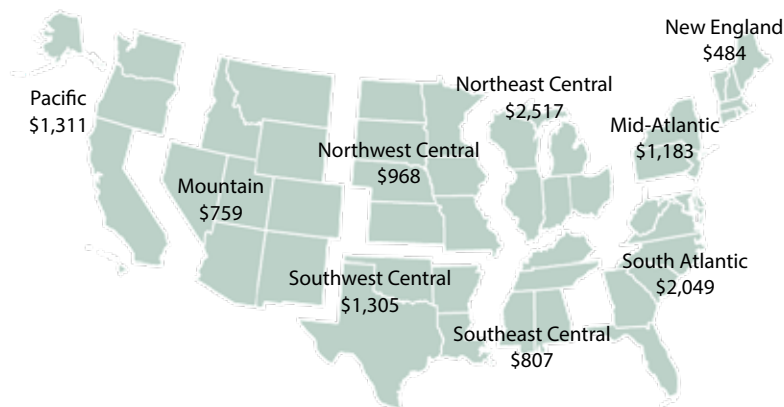 New England
$484
Northeast Central
$2,517
Pacific
$1,311
Mid-Atlantic
$1,183
Northwest Central
$968
Mountain
$759
South Atlantic
$2,049
Southwest Central
$1,305
Southeast Central
$807